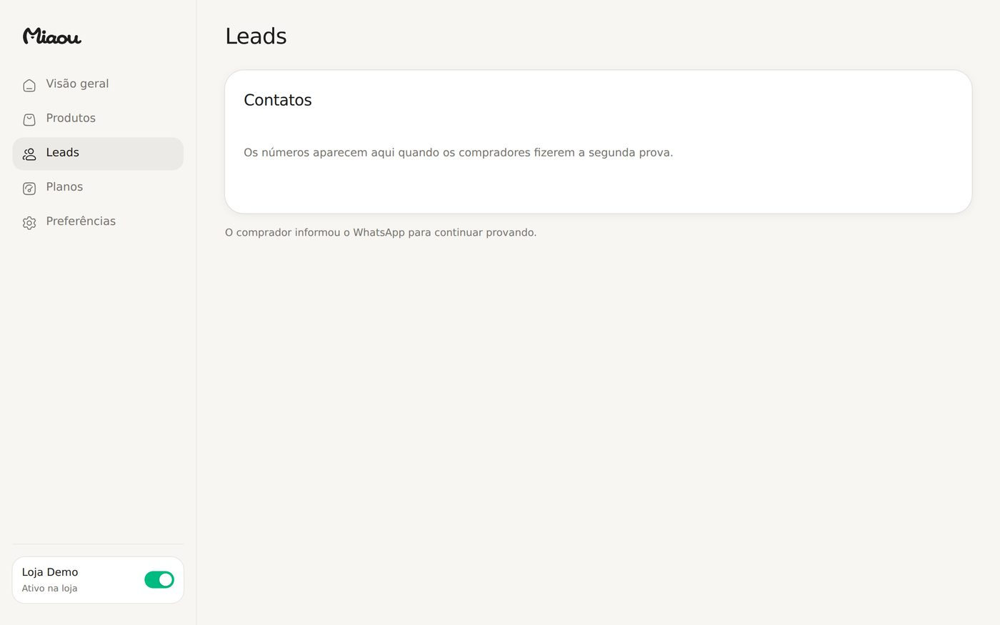 Miaou
Visão geral
Produtos
Leads
Planos
Preferências
Loja Demo
Ativo na loja
Leads
Contatos
Os números aparecem aqui quando os compradores fizerem a segunda prova.
O comprador informou o WhatsApp para continuar provando.